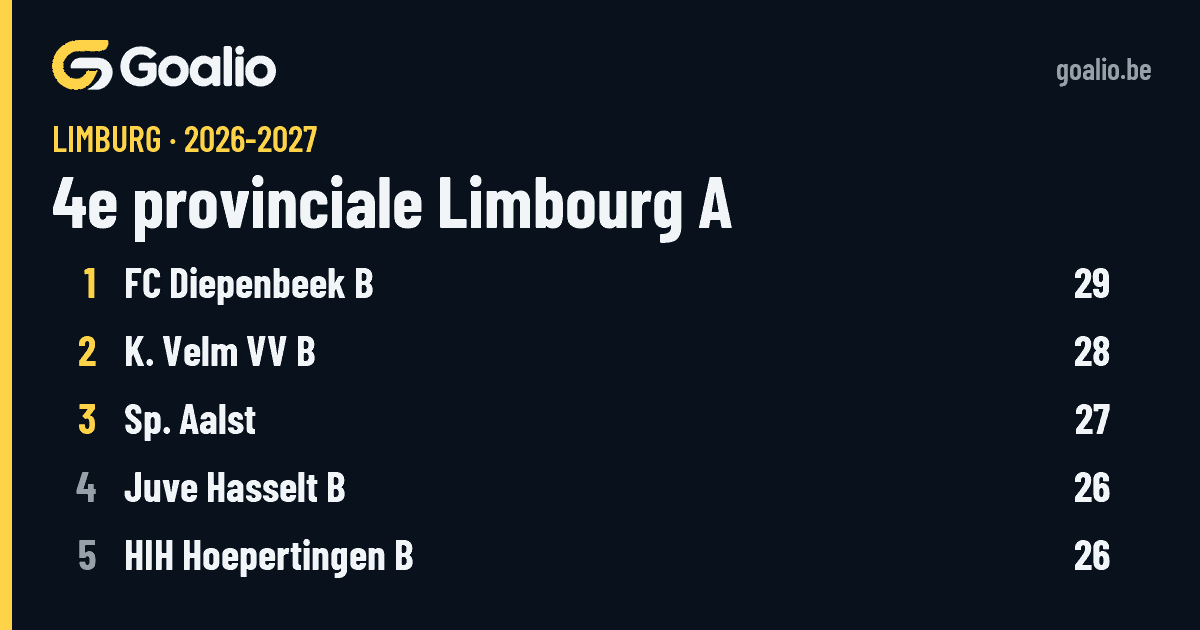 Goalio
goalio.be
LIMBURG · 2026-2027
4e provinciale Limbourg A
1 FC Diepenbeek B 29
2 K. Velm VV B 28
3 Sp. Aalst 27
4 Juve Hasselt B 26
5 HIH Hoepertingen B 26